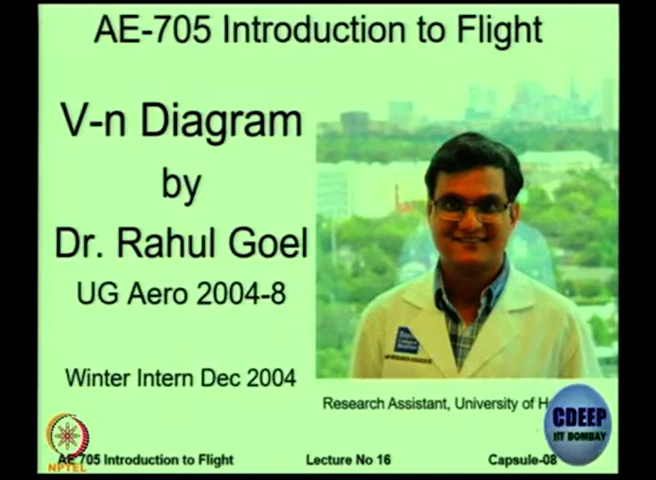 AE-705 Introduction to Flight
V-n Diagram
by
Dr. Rahul Goel
UG Aero 2004-8
Winter Intern Dec 2004
Research Assistant, University of H
CDEEP
IIT BOMBAY
NPTEL
AE 705 Introduction to Flight
Lecture No 16
Capsule-08